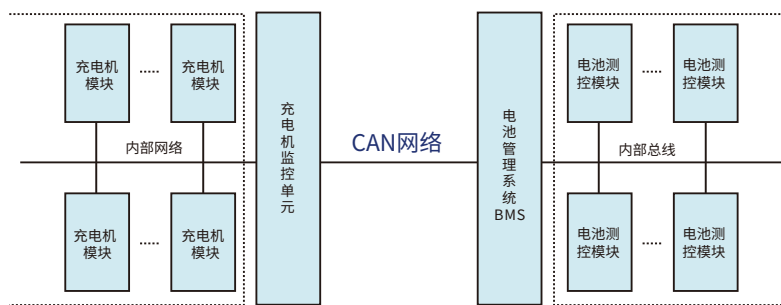 充电机
模块
.....
充电机
模块
内部网络
充电机
模块
.....
充电机
模块
充
电
机
监
控
单
元
CAN网络
电
池
管
理
系
统
BMS
电池测
控模块
.....
电池测
控模块
内部总线
电池测
控模块
.....
电池测
控模块